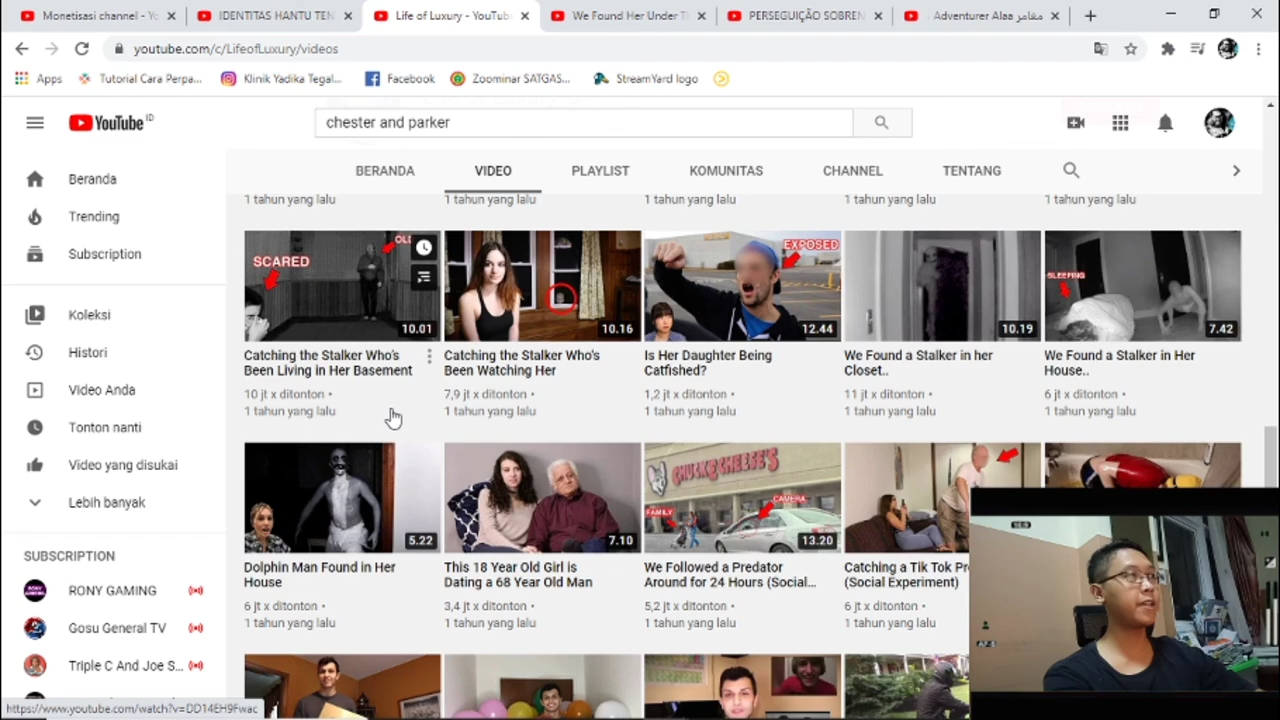 Monetisasi channel - Yo
IDENTITAS HANTU TEN
Life of Luxury - YouTube
We Found Her Under Th
PERSEGUIÇÃO SOBREN
Adventurer Alaa مغامر
youtube.com/c/LifeofLuxury/videos
Apps
Tutorial Cara Perpa...
Klinik Yadika Tegal...
Facebook
Zoominar SATGAS...
StreamYard logo
YouTube ID
chester and parker
BERANDA
VIDEO
PLAYLIST
KOMUNITAS
CHANNEL
TENTANG
Beranda
Trending
Subscription
Koleksi
Histori
Video Anda
Tonton nanti
Video yang disukai
Lebih banyak
SUBSCRIPTION
RONY GAMING
Gosu General TV
Triple C And Joe S...
1 tahun yang lalu
1 tahun yang lalu
1 tahun yang lalu
1 tahun yang lalu
1 tahun yang lalu
SCARED
OLD
10.01
Catching the Stalker Who's
Been Living in Her Basement
10 jt x ditonton •
1 tahun yang lalu
10.16
Catching the Stalker Who's
Been Watching Her
7,9 jt x ditonton •
1 tahun yang lalu
EXPOSED
12.44
Is Her Daughter Being
Catfished?
1,2 jt x ditonton •
1 tahun yang lalu
10.19
We Found a Stalker in her
Closet..
11 jt x ditonton •
1 tahun yang lalu
SLEEPING
7.42
We Found a Stalker in Her
House..
6 jt x ditonton •
1 tahun yang lalu
5.22
Dolphin Man Found in Her
House
6 jt x ditonton •
1 tahun yang lalu
7.10
This 18 Year Old Girl is
Dating a 68 Year Old Man
3,4 jt x ditonton •
1 tahun yang lalu
CHUCK E CHEESE'S
FAMILY
CAMERA
13.20
We Followed a Predator
Around for 24 Hours (Social...
5,2 jt x ditonton •
1 tahun yang lalu
Catching a Tik Tok Pr
(Social Experiment)
6 jt x ditonton •
1 tahun yang lalu
https://www.youtube.com/watch?v=DD14EH9Fwac